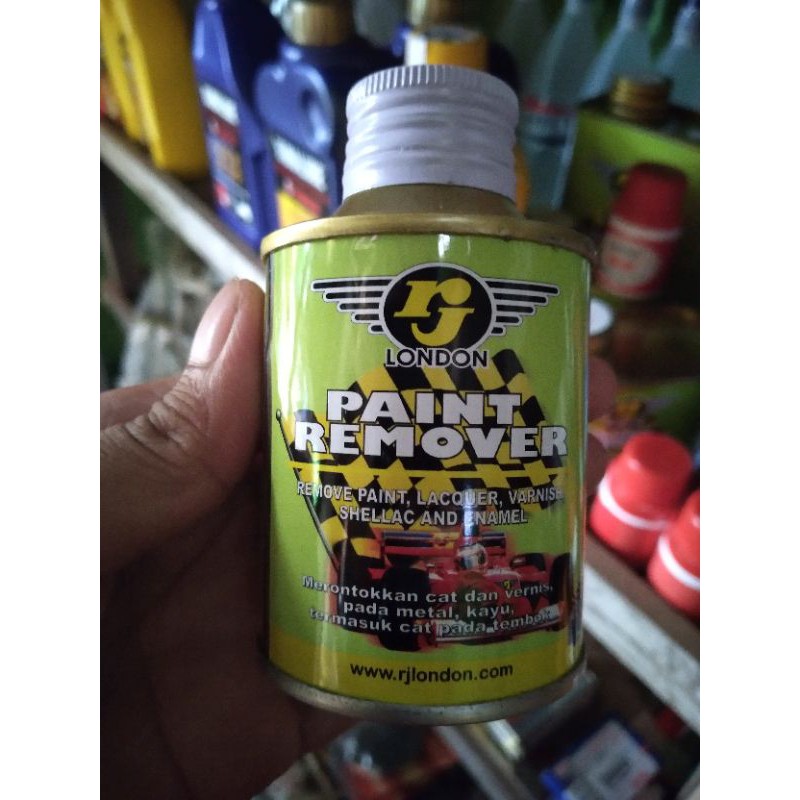 rj
LONDON
PAINT
REMOVER
REMOVE PAINT, LACQUER, VARNISH
SHELLAC AND ENAMEL
Merontokkan cat dan vernis,
pada metal, kayu,
termasuk cat pada tembok
www.rjlondon.com